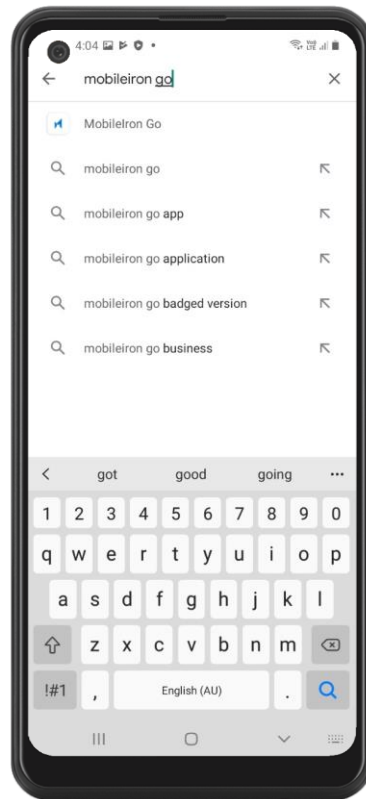 4:04
mobileiron go
MobileIron Go
mobileiron go
mobileiron go app
mobileiron go application
mobileiron go badged version
mobileiron go business
got good going
1 2 3 4 5 6 7 8 9 0
q w e r t y u i o p
a s d f g h j k l
z x c v b n m
!#1 , English (AU) .